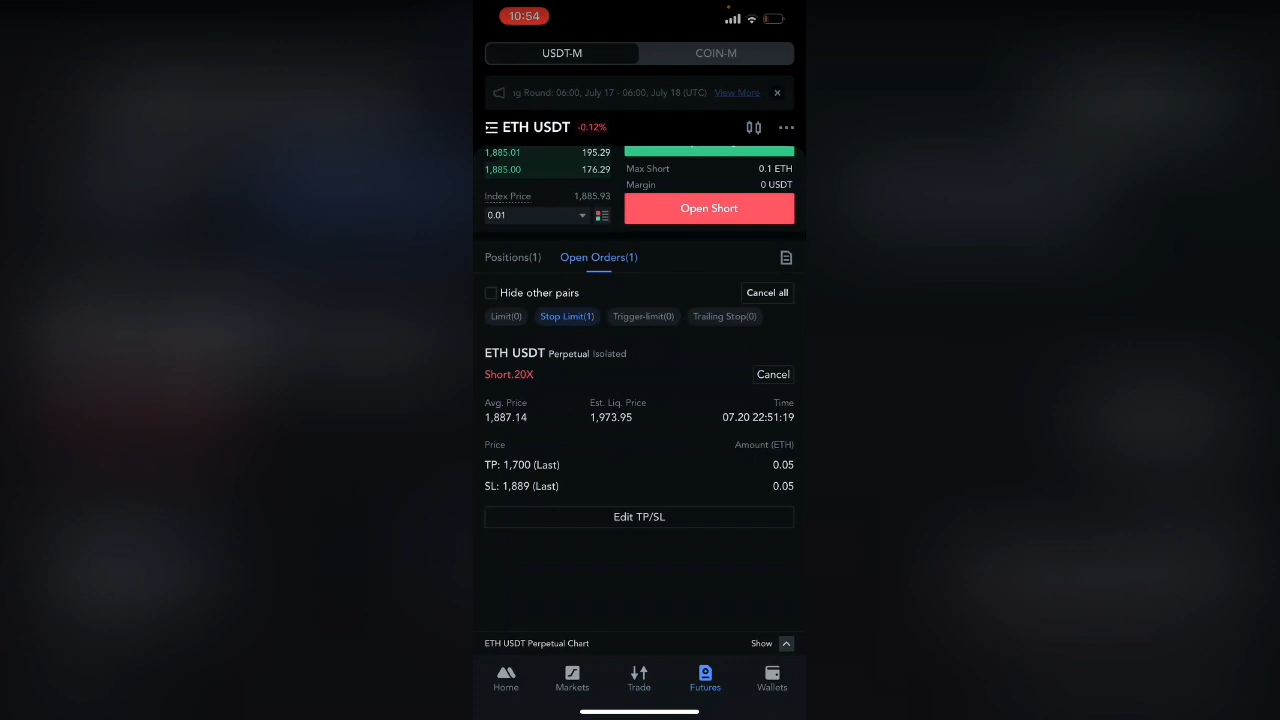 10:54
USDT-M COIN-M
ng Round: 06:00, July 17 - 06:00, July 18 (UTC) View More ×
ETH USDT -0.12%
1,885.01 195.29
1,885.00 176.29
Max Short 0.1 ETH
Margin 0 USDT
Index Price 1,885.93
Open Short
0.01
Positions(1) Open Orders(1)
Hide other pairs Cancel all
Limit(0) Stop Limit(1) Trigger-limit(0) Trailing Stop(0)
ETH USDT Perpetual Isolated
Short.20X Cancel
Avg. Price Est. Liq. Price Time
1,887.14 1,973.95 07.20 22:51:19
Price Amount (ETH)
TP: 1,700 (Last) 0.05
SL: 1,889 (Last) 0.05
Edit TP/SL
ETH USDT Perpetual Chart Show
Home Markets Trade Futures Wallets